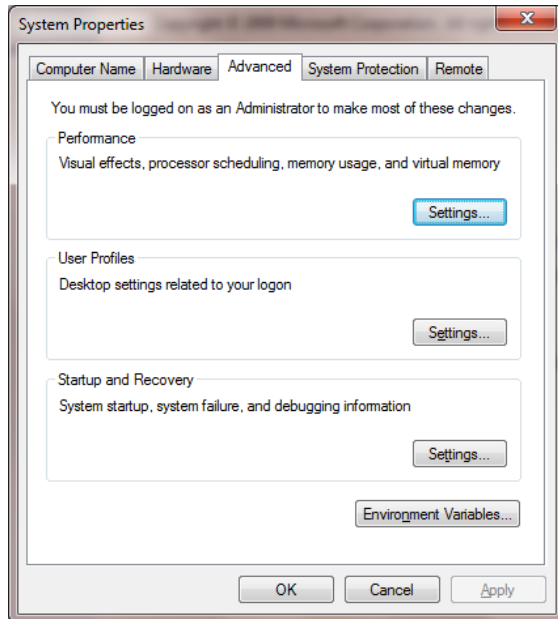 System Properties
Computer Name Hardware Advanced System Protection Remote
You must be logged on as an Administrator to make most of these changes.
Performance
Visual effects, processor scheduling, memory usage, and virtual memory
Settings...
User Profiles
Desktop settings related to your logon
Settings...
Startup and Recovery
System startup, system failure, and debugging information
Settings...
Environment Variables...
OK Cancel Apply